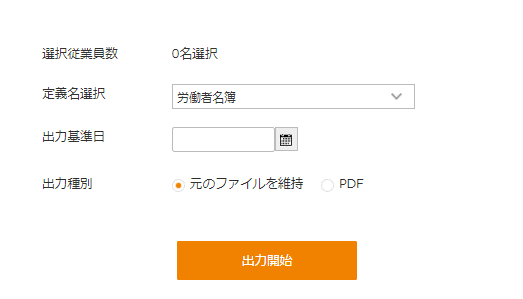 選択従業員数 0名選択
定義名選択 労働者名簿
出力基準日
出力種別 元のファイルを維持 PDF
出力開始